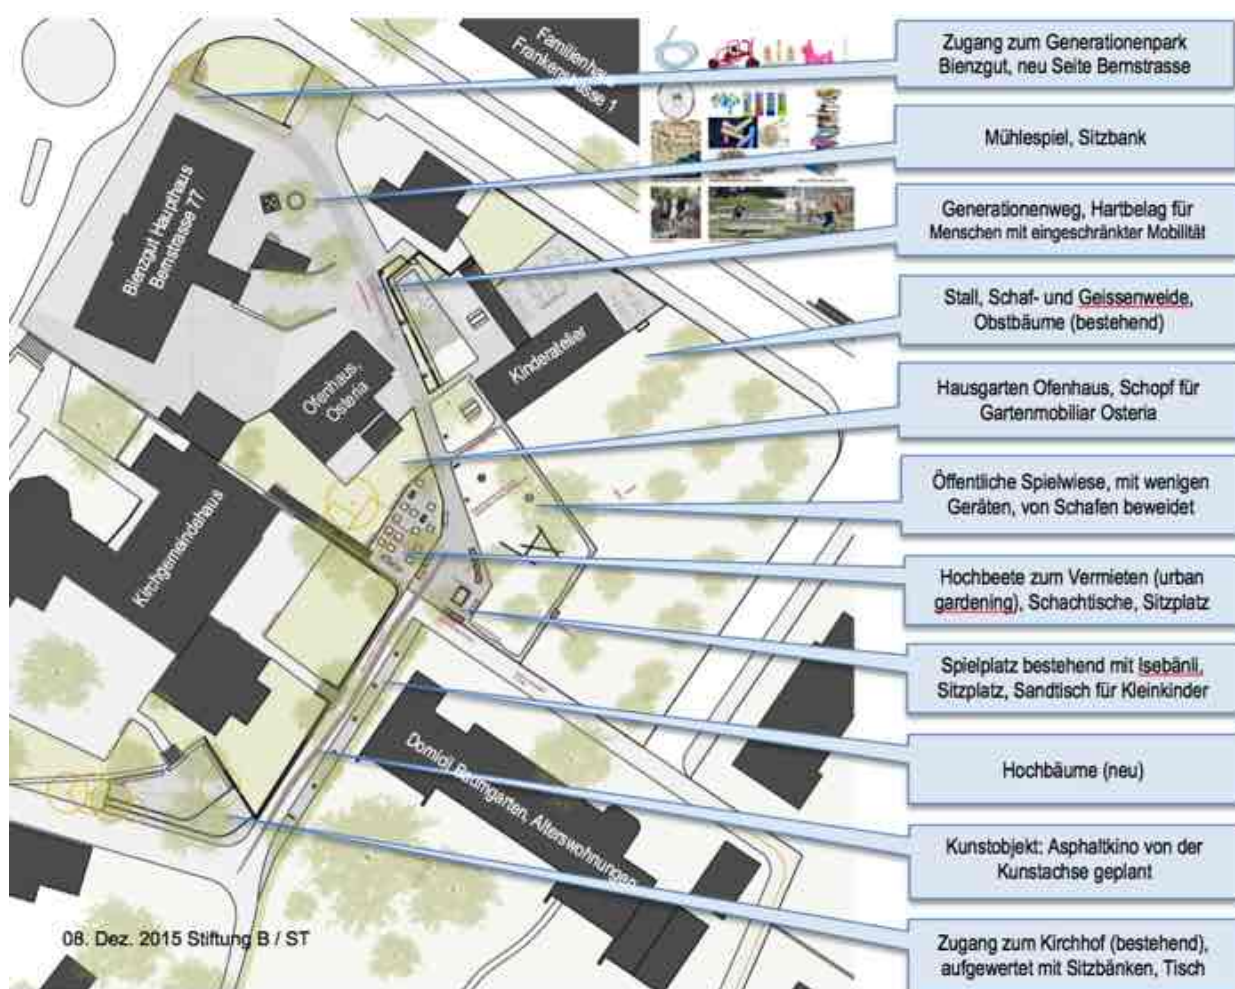 Familienhaus
Frankenstrasse 1
Bienzgut Haupthaus
Bernstrasse 77
Ofenhaus,
Osteria
Kinderatelier
Kirchgemeindehaus
Domicil Baumgarten, Alterswohnungen
08. Dez. 2015 Stiftung B / ST
Zugang zum Generationenpark
Bienzgut, neu Seite Bernstrasse
Mühlespiel, Sitzbank
Generationenweg, Hartbelag für
Menschen mit eingeschränkter Mobilität
Stall, Schaf- und Geissenweide,
Obstbäume (bestehend)
Hausgarten Ofenhaus, Schopf für
Gartenmobiliar Osteria
Öffentliche Spielwiese, mit wenigen
Geräten, von Schafen beweidet
Hochbeete zum Vermieten (urban
gardening), Schachtische, Sitzplatz
Spielplatz bestehend mit Isebänli,
Sitzplatz, Sandtisch für Kleinkinder
Hochbäume (neu)
Kunstobjekt: Asphaltkino von der
Kunstachse geplant
Zugang zum Kirchhof (bestehend),
aufgewertet mit Sitzbänken, Tisch